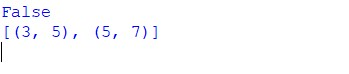 False
[(3, 5), (5, 7)]